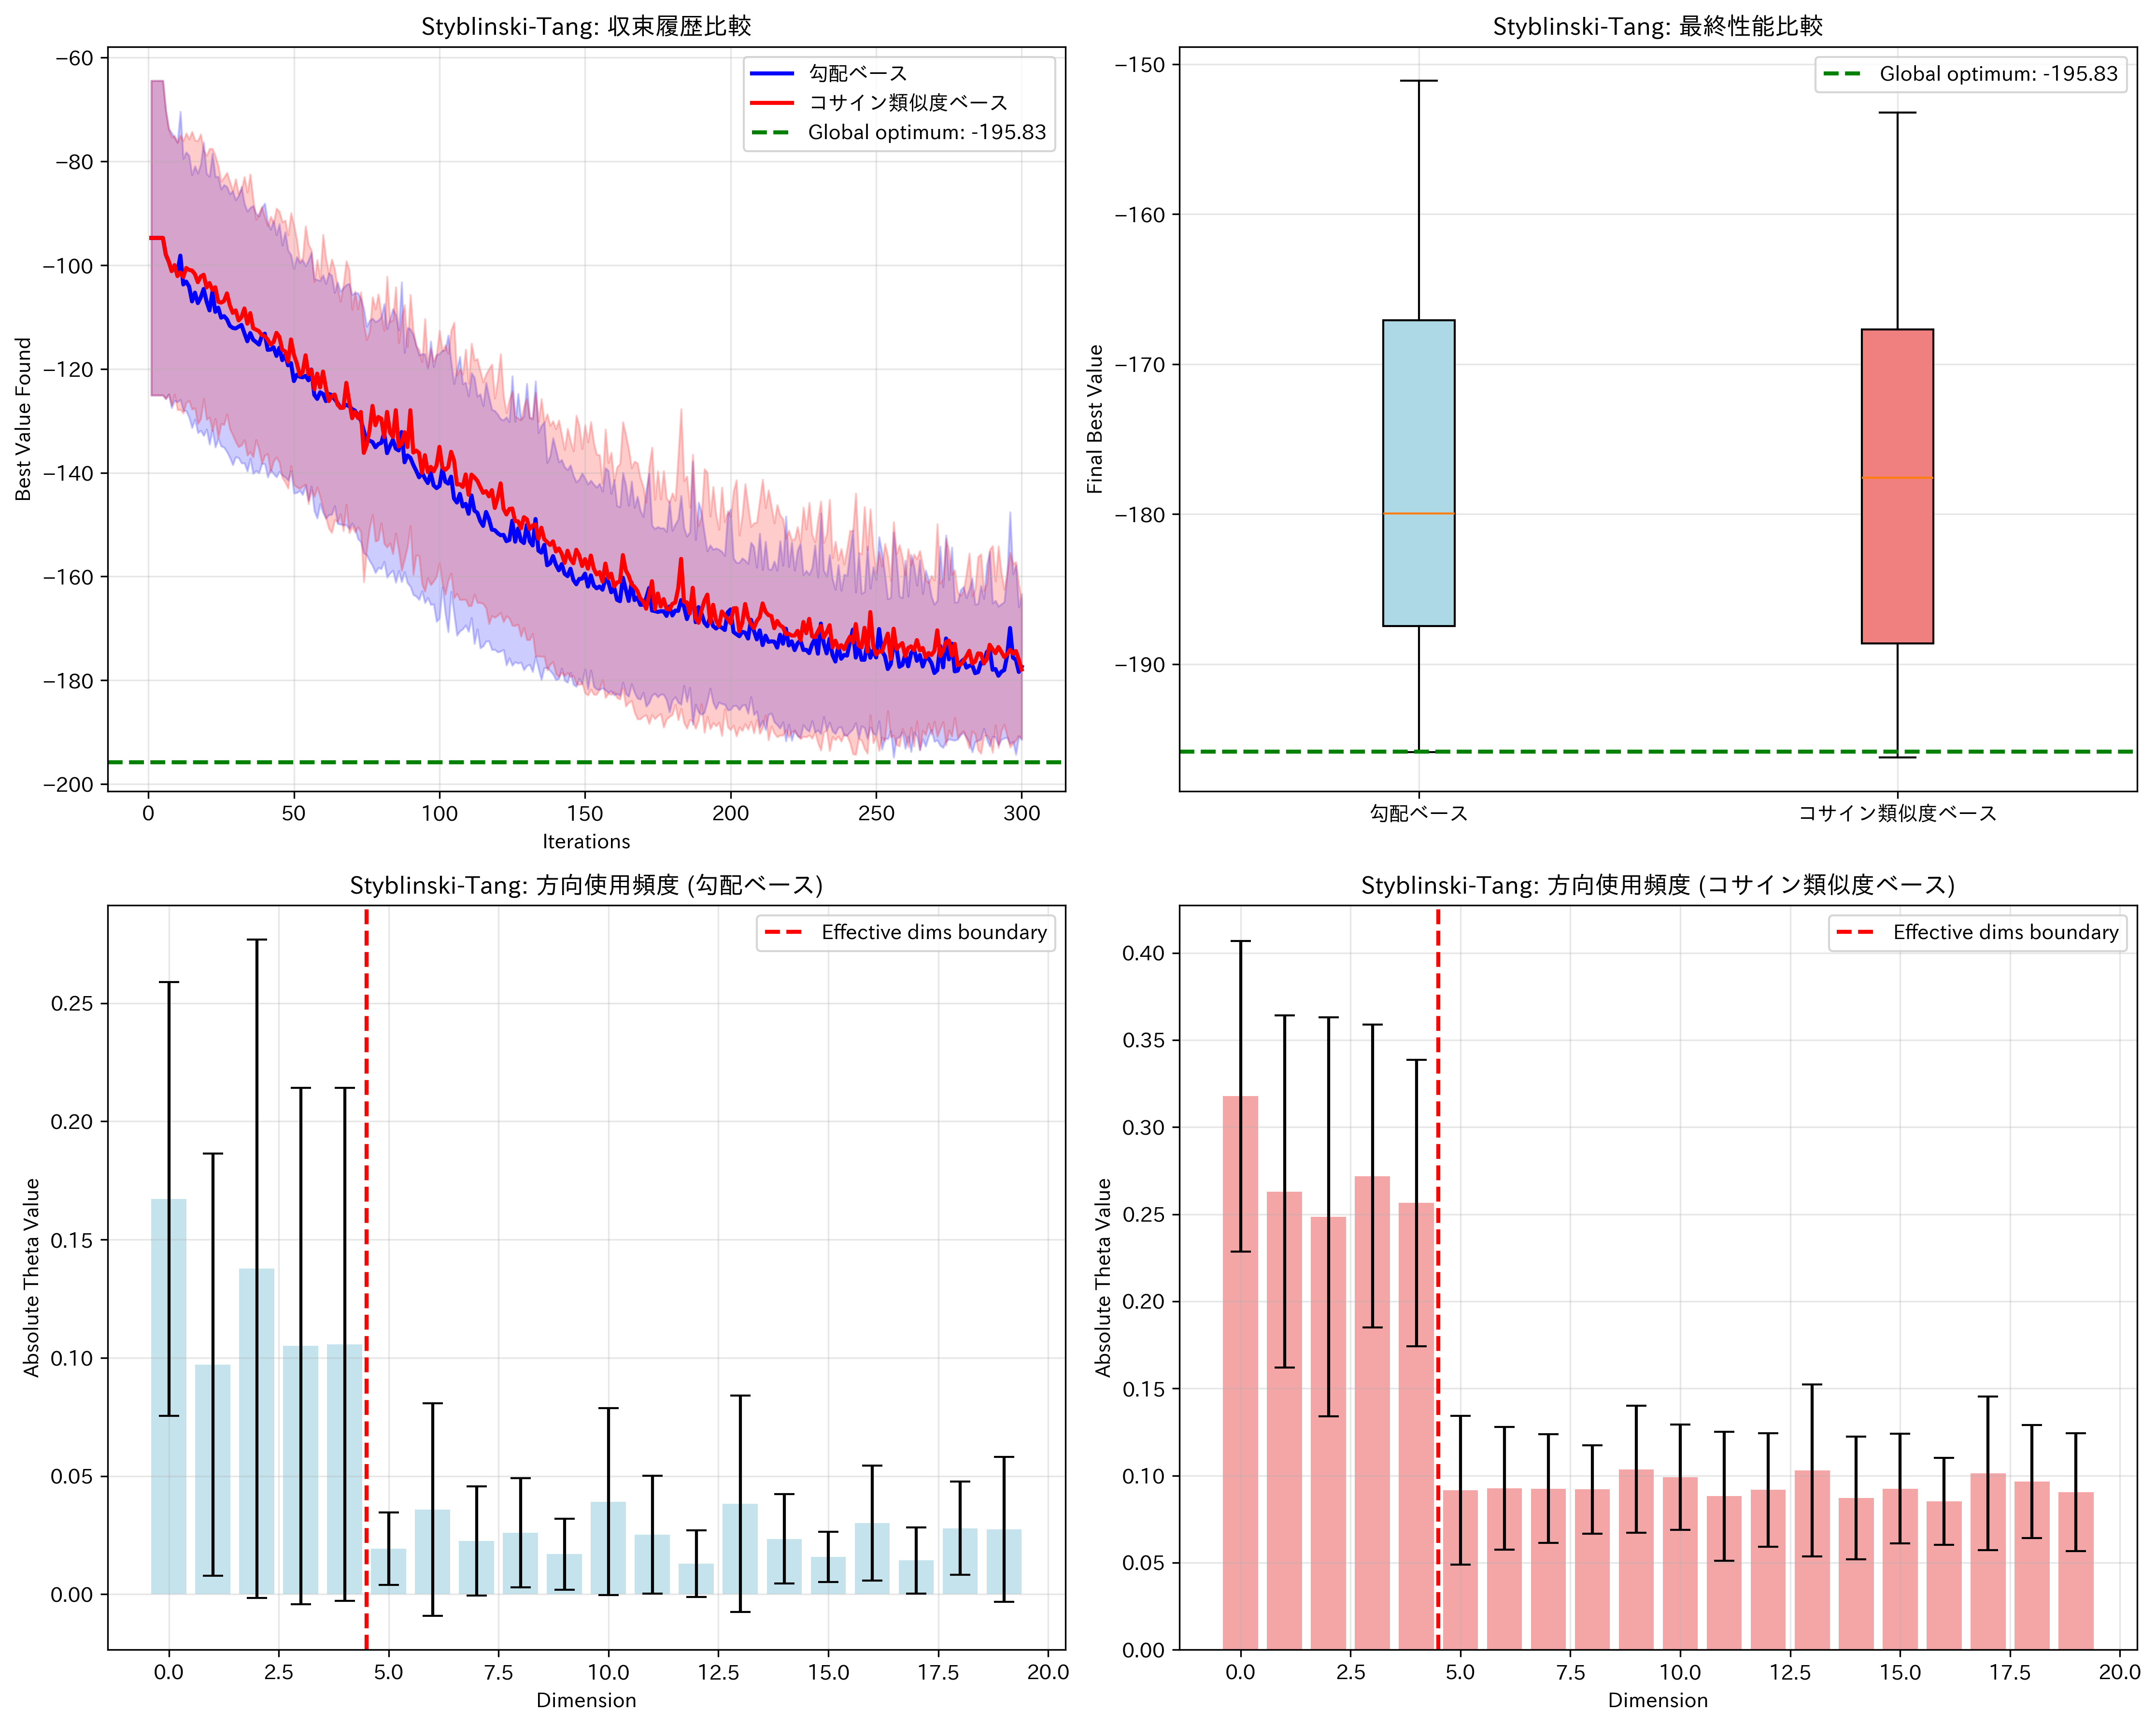 Styblinski-Tang: 収束履歴比較
勾配ベース
コサイン類似度ベース
Global optimum: -195.83
−60
−80
−100
−120
−140
−160
−180
−200
Best Value Found
0 50 100 150 200 250 300
Iterations
Styblinski-Tang: 最終性能比較
Global optimum: -195.83
−150
−160
−170
−180
−190
Final Best Value
勾配ベース コサイン類似度ベース
Styblinski-Tang: 方向使用頻度 (勾配ベース)
Effective dims boundary
0.25
0.20
0.15
0.10
0.05
0.00
Absolute Theta Value
0.0 2.5 5.0 7.5 10.0 12.5 15.0 17.5 20.0
Dimension
Styblinski-Tang: 方向使用頻度 (コサイン類似度ベース)
Effective dims boundary
0.40
0.35
0.30
0.25
0.20
0.15
0.10
0.05
0.00
Absolute Theta Value
0.0 2.5 5.0 7.5 10.0 12.5 15.0 17.5 20.0
Dimension